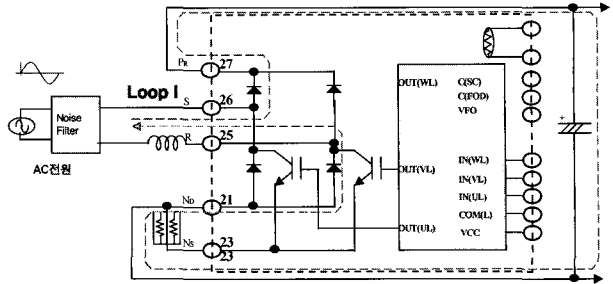 PR
27
Loop I
S
26
Noise
Filter
R
25
AC전원
ND
21
NS
23
23
OUT(WL)
OUT(VL)
OUT(UL)
C(SC)
C(FOD)
VFO
IN(WL)
IN(VL)
IN(UL)
COM(L)
VCC
+